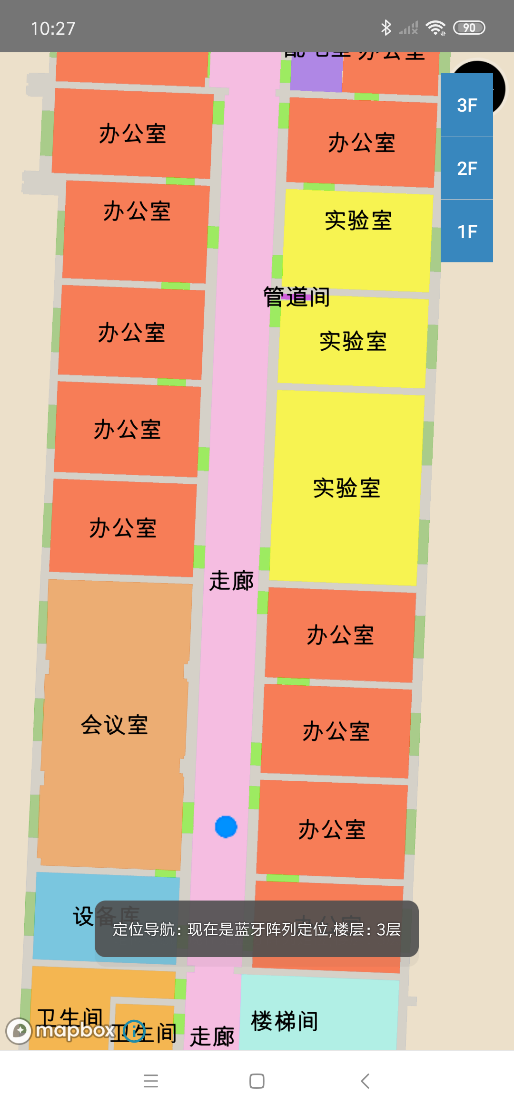 10:27
90
配电室
办公室
3F
办公室
办公室
2F
办公室
实验室
1F
管道间
办公室
实验室
办公室
实验室
办公室
走廊
办公室
会议室
办公室
办公室
设备库
定位导航：现在是蓝牙阵列定位,楼层：3层
卫生间
楼梯间
mapbox
卫生间
走廊